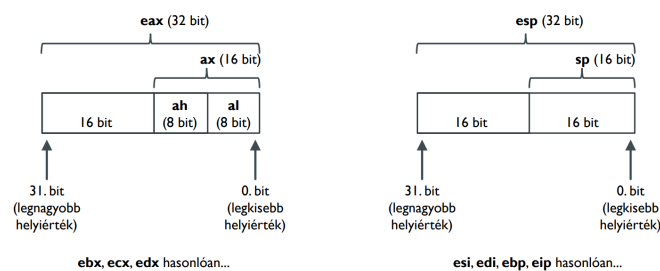 eax (32 bit)
ax (16 bit)
16 bit
ah
(8 bit)
al
(8 bit)
31. bit
(legnagyobb
helyiérték)
0. bit
(legkisebb
helyiérték)
ebx, ecx, edx hasonlóan...
esp (32 bit)
sp (16 bit)
16 bit
16 bit
31. bit
(legnagyobb
helyiérték)
0. bit
(legkisebb
helyiérték)
esi, edi, ebp, eip hasonlóan...